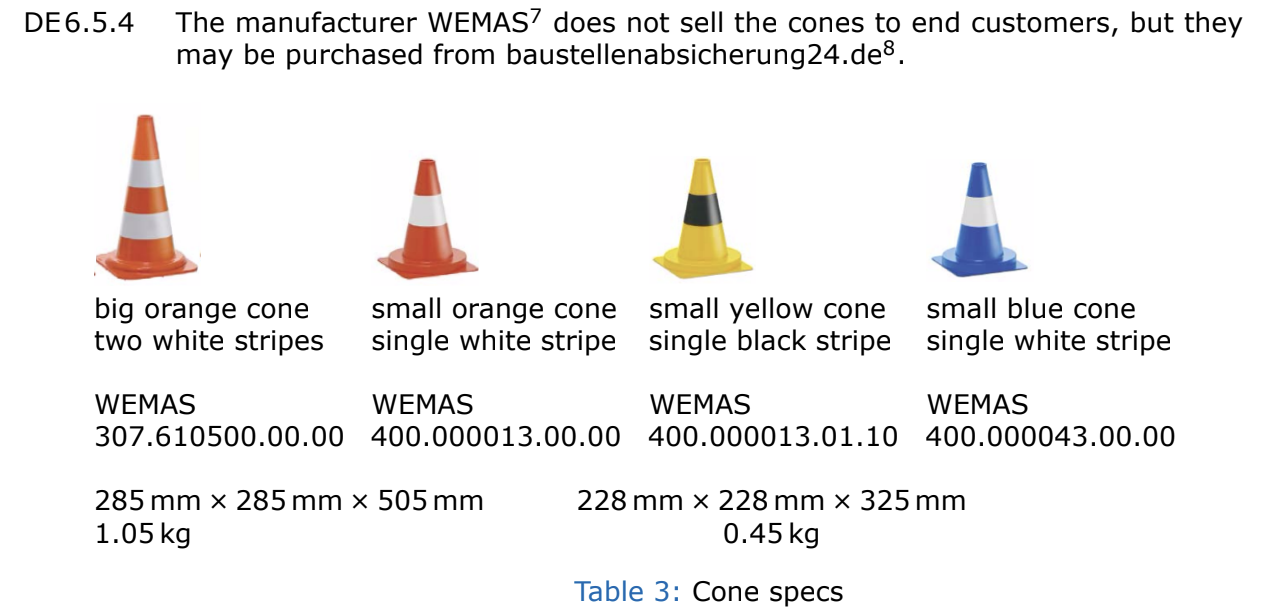 DE6.5.4 The manufacturer WEMAS⁷ does not sell the cones to end customers, but they
may be purchased from baustellenabsicherung24.de⁸.
big orange cone small orange cone small yellow cone small blue cone
two white stripes single white stripe single black stripe single white stripe
WEMAS WEMAS WEMAS WEMAS
307.610500.00.00 400.000013.00.00 400.000013.01.10 400.000043.00.00
285 mm × 285 mm × 505 mm 228 mm × 228 mm × 325 mm
1.05 kg 0.45 kg
Table 3: Cone specs